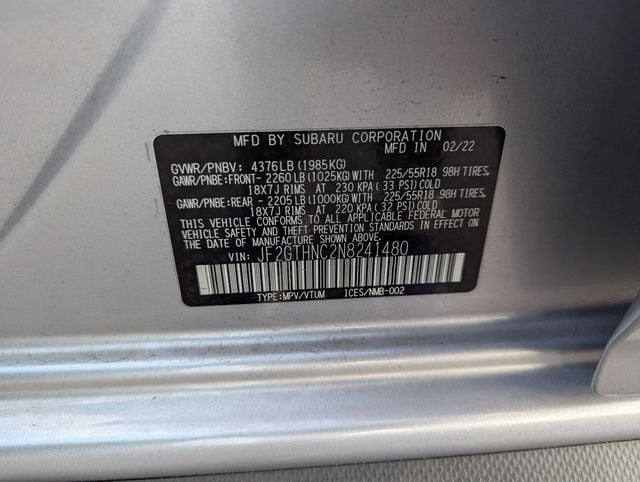 MFD BY SUBARU CORPORATION
MFD IN 02/22
GVWR/PNBV: 4376LB (1985KG)
GAWR/PNBE:FRONT- 2260 LB (1025KG) WITH 225/55R18 98H TIRES,
18X7J RIMS AT 230 KPA (33 PSI) COLD
GAWR/PNBE:REAR - 2205 LB (1000KG) WITH 225/55R18 98H TIRES,
18X7J RIMS AT 220 KPA (32 PSI) COLD
THIS VEHICLE CONFORMS TO ALL APPLICABLE FEDERAL MOTOR
VEHICLE SAFETY AND THEFT PREVENTION STANDARDS IN EFFECT
ON THE DATE OF MANUFACTURE SHOWN ABOVE.
VIN: JF2GTHNC2N8241480
TYPE:MPV/VTUM ICES/NMB-002